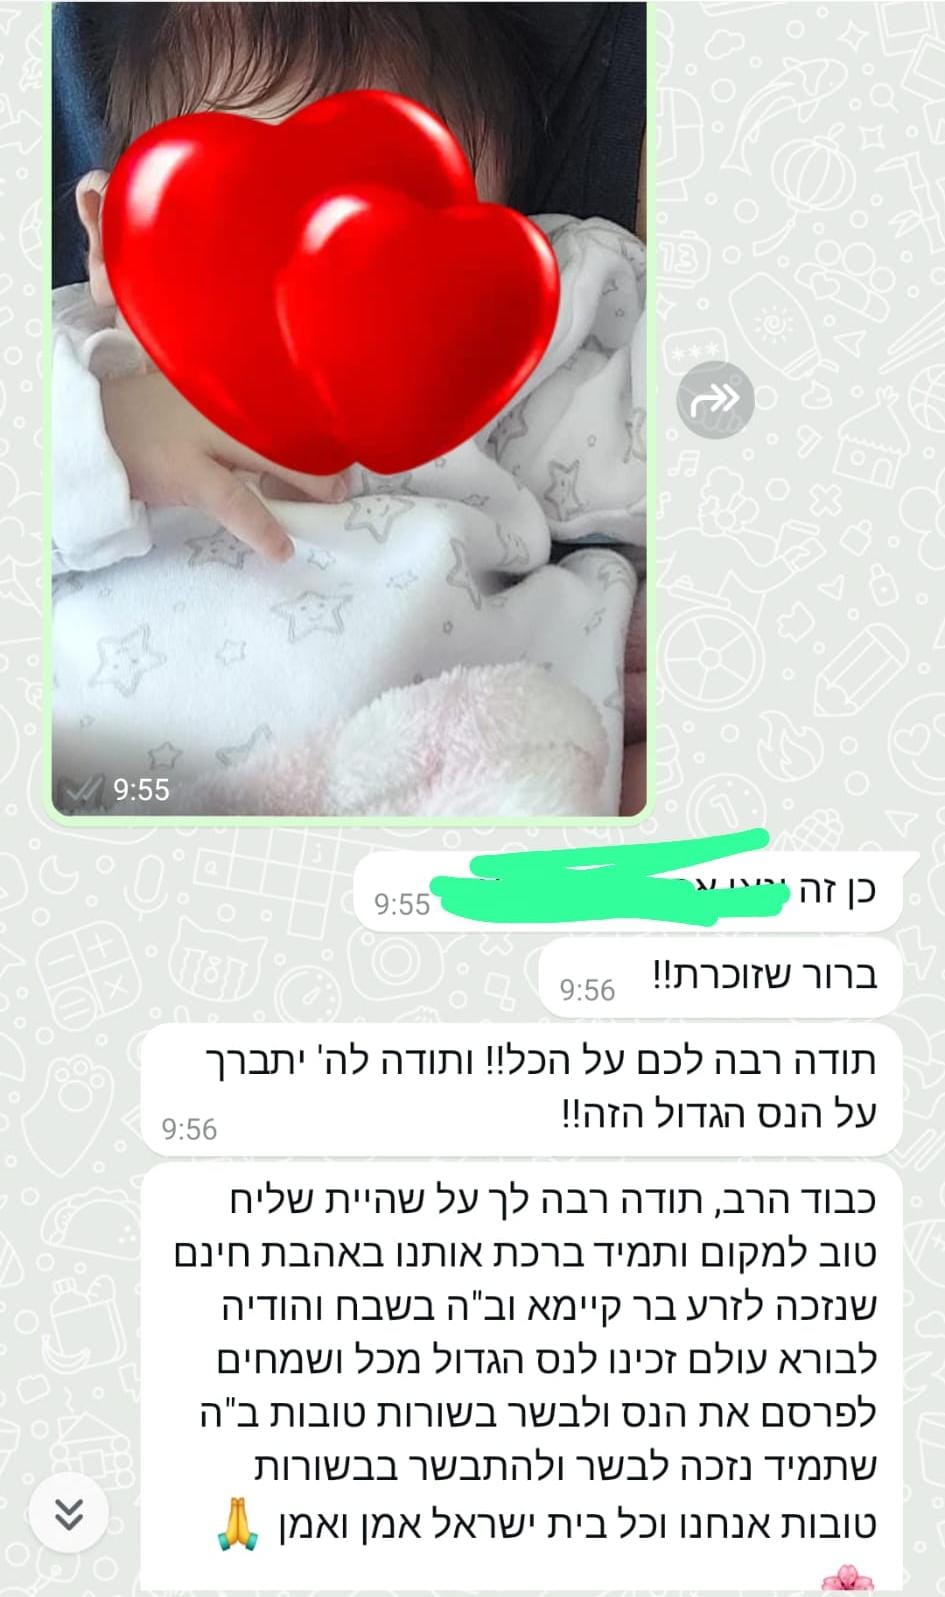 9:55
כן זה
9:55
ברור שזוכרת!!
9:56
תודה רבה לכם על הכל!! ותודה לה' יתברך
על הנס הגדול הזה!!
9:56
כבוד הרב, תודה רבה לך על שהיית שליח
טוב למקום ותמיד ברכת אותנו באהבת חינם
שנזכה לזרע בר קיימא וב"ה בשבח והודיה
לבורא עולם זכינו לנס הגדול מכל ושמחים
לפרסם את הנס ולבשר בשורות טובות ב"ה
שתמיד נזכה לבשר ולהתבשר בבשורות
טובות אנחנו וכל בית ישראל אמן ואמן 🙏
🌸